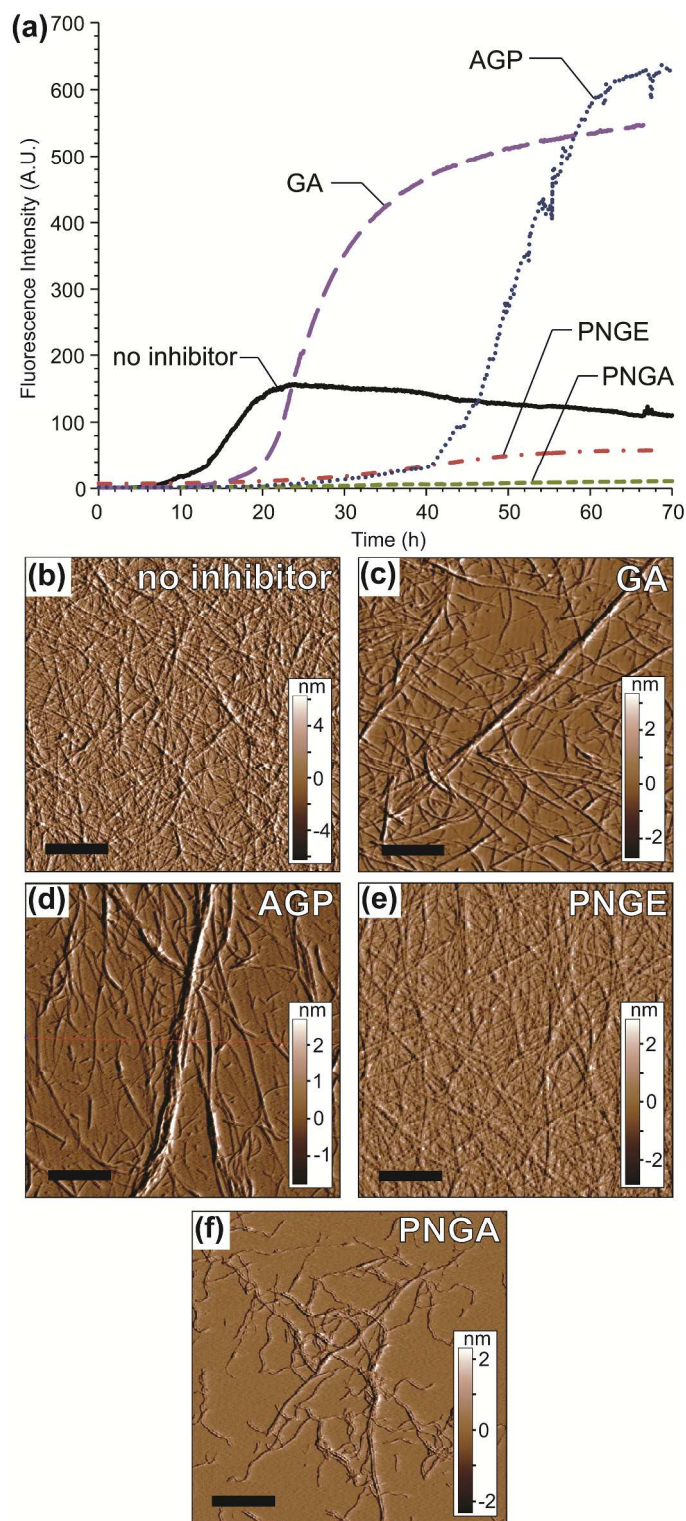 (a)
700
600
500
400
300
200
100
0
Fluorescence Intensity (A.U.)
AGP
GA
no inhibitor
PNGE
PNGA
0 10 20 30 40 50 60 70
Time (h)
(b) no inhibitor
nm
4
0
-4
(c) GA
nm
2
0
-2
(d) AGP
nm
2
1
0
-1
(e) PNGE
nm
2
0
-2
(f) PNGA
nm
2
0
-2